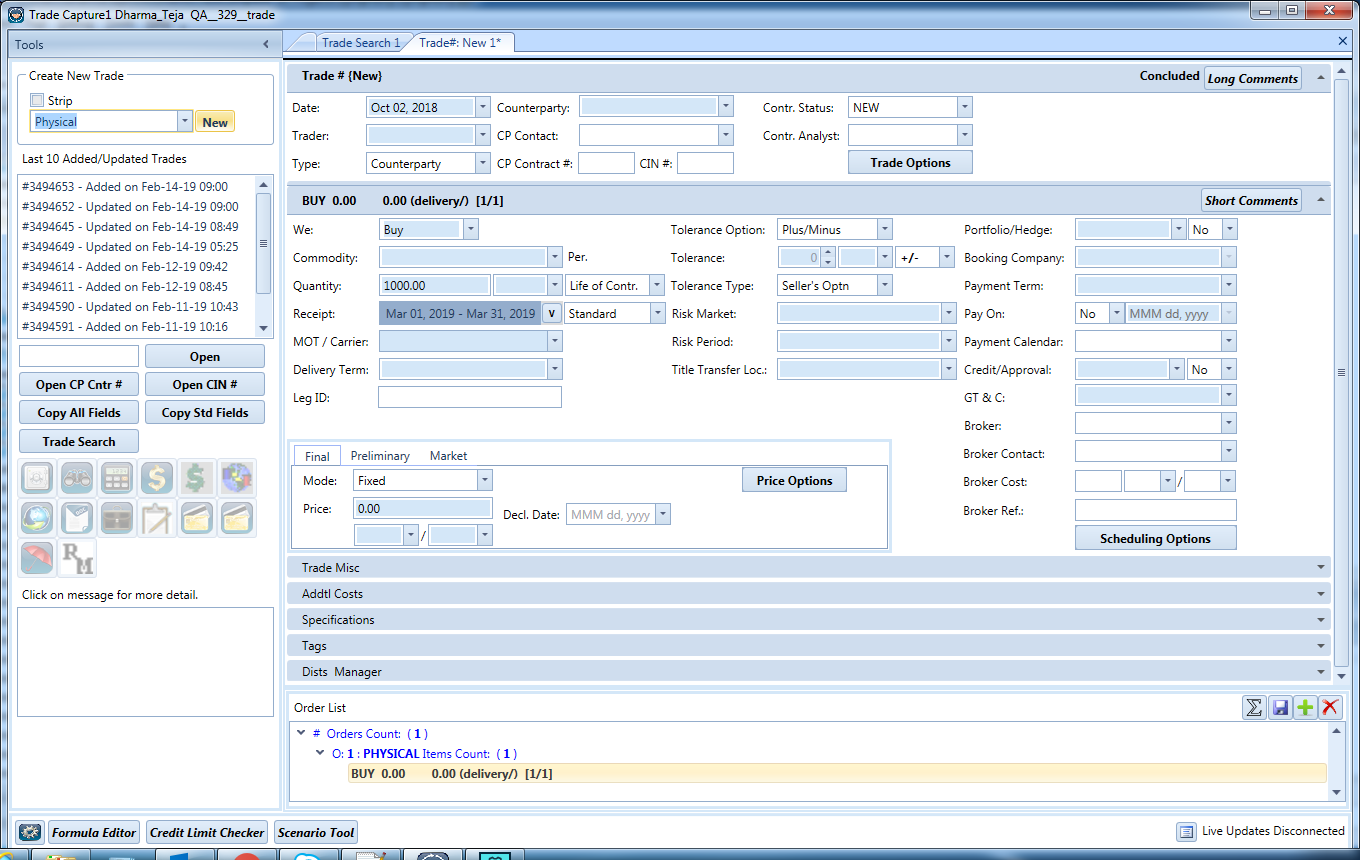 Trade Capture1 Dharma_Teja QA__329__trade
Tools
Create New Trade
Strip
Physical
New
Last 10 Added/Updated Trades
#3494653 - Added on Feb-14-19 09:00
#3494652 - Updated on Feb-14-19 09:00
#3494645 - Updated on Feb-14-19 08:49
#3494649 - Updated on Feb-14-19 05:25
#3494614 - Added on Feb-12-19 09:42
#3494611 - Added on Feb-12-19 08:45
#3494590 - Updated on Feb-11-19 10:43
#3494591 - Added on Feb-11-19 10:16
Open
Open CP Cntr # Open CIN #
Copy All Fields Copy Std Fields
Trade Search
RM
Click on message for more detail.
Trade Search 1 Trade#: New 1*
Trade # {New} Concluded Long Comments
Date: Oct 02, 2018 Counterparty: Contr. Status: NEW
Trader: CP Contact: Contr. Analyst:
Type: Counterparty CP Contract #: CIN #: Trade Options
BUY 0.00 0.00 (delivery/) [1/1] Short Comments
We: Buy Tolerance Option: Plus/Minus Portfolio/Hedge: No
Commodity: Per. Tolerance: 0 +/- Booking Company:
Quantity: 1000.00 Life of Contr. Tolerance Type: Seller's Optn Payment Term:
Receipt: Mar 01, 2019 - Mar 31, 2019 v Standard Risk Market: Pay On: No MMM dd, yyyy
MOT / Carrier: Risk Period: Payment Calendar:
Delivery Term: Title Transfer Loc.: Credit/Approval: No
Leg ID: GT & C:
Broker:
Broker Contact:
Broker Cost: /
Broker Ref.:
Scheduling Options
Final Preliminary Market
Mode: Fixed Price Options
Price: 0.00 Decl. Date: MMM dd, yyyy
/
Trade Misc
Addtl Costs
Specifications
Tags
Dists Manager
Order List
# Orders Count: ( 1 )
O: 1 : PHYSICAL Items Count: ( 1 )
BUY 0.00 0.00 (delivery/) [1/1]
Formula Editor Credit Limit Checker Scenario Tool Live Updates Disconnected